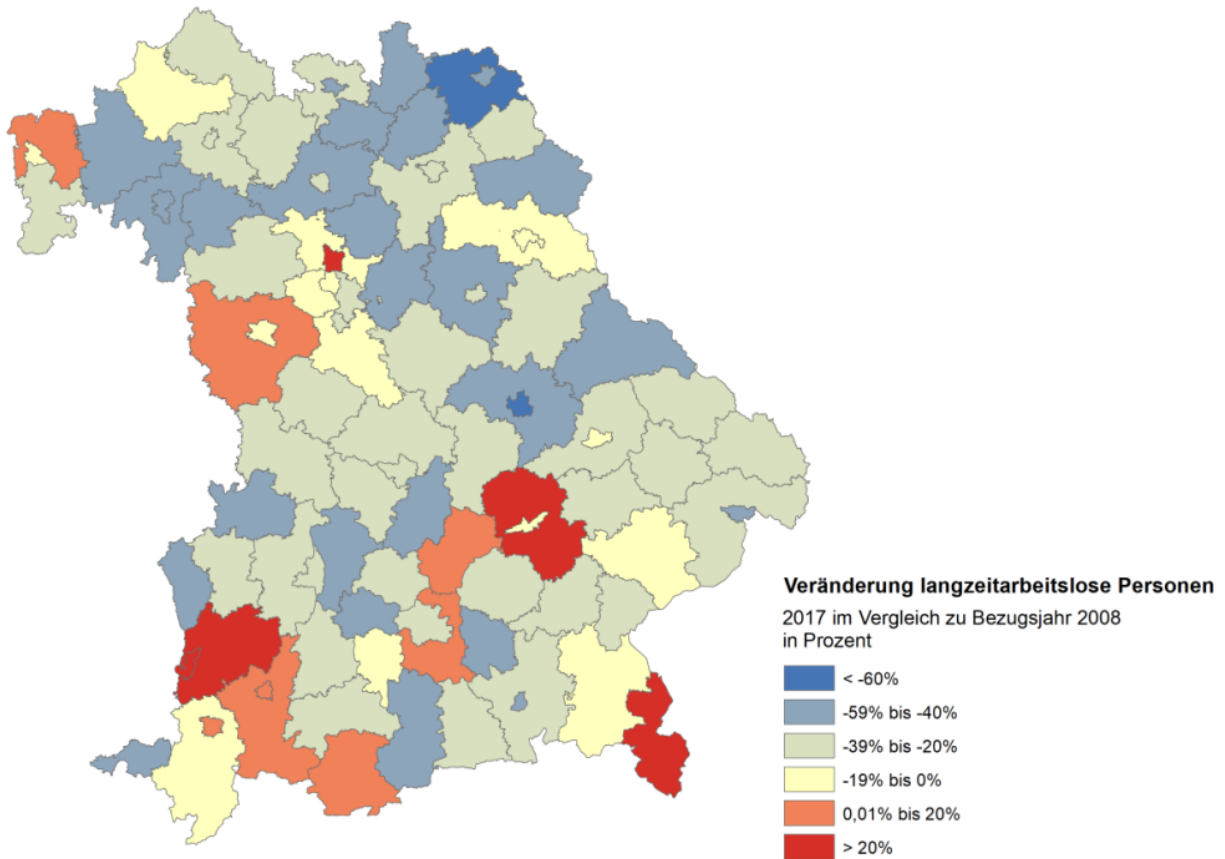 Veränderung langzeitarbeitslose Personen
2017 im Vergleich zu Bezugsjahr 2008
in Prozent
< -60%
-59% bis -40%
-39% bis -20%
-19% bis 0%
0,01% bis 20%
> 20%